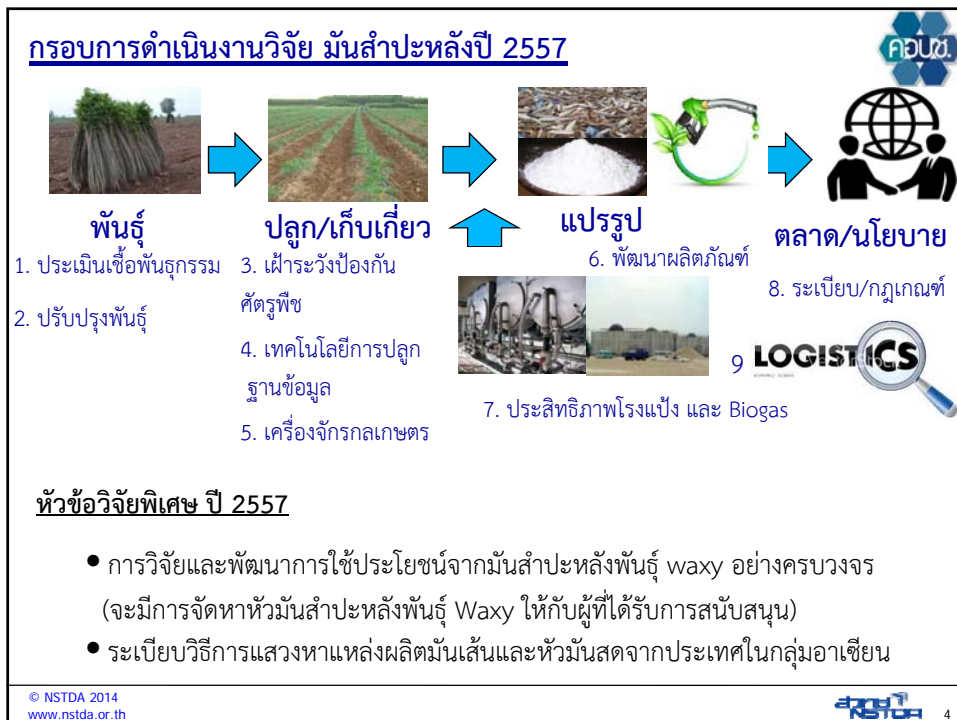 กรอบการดำเนินงานวิจัย มันสำปะหลังปี 2557
คอบช.
พันธุ์
1. ประเมินเชื้อพันธุกรรม
2. ปรับปรุงพันธุ์
ปลูก/เก็บเกี่ยว
3. เฝ้าระวังป้องกัน
ศัตรูพืช
4. เทคโนโลยีการปลูก
ฐานข้อมูล
5. เครื่องจักรกลเกษตร
แปรรูป
6. พัฒนาผลิตภัณฑ์
7. ประสิทธิภาพโรงแป้ง และ Biogas
ตลาด/นโยบาย
8. ระเบียบ/กฎเกณฑ์
9 LOGISTICS
หัวข้อวิจัยพิเศษ ปี 2557
• การวิจัยและพัฒนาการใช้ประโยชน์จากมันสำปะหลังพันธุ์ waxy อย่างครบวงจร
(จะมีการจัดหาหัวมันสำปะหลังพันธุ์ Waxy ให้กับผู้ที่ได้รับการสนับสนุน)
• ระเบียบวิธีการแสวงหาแหล่งผลิตมันเส้นและหัวมันสดจากประเทศในกลุ่มอาเซียน
© NSTDA 2014
www.nstda.or.th
สวทช
NSTDA
4